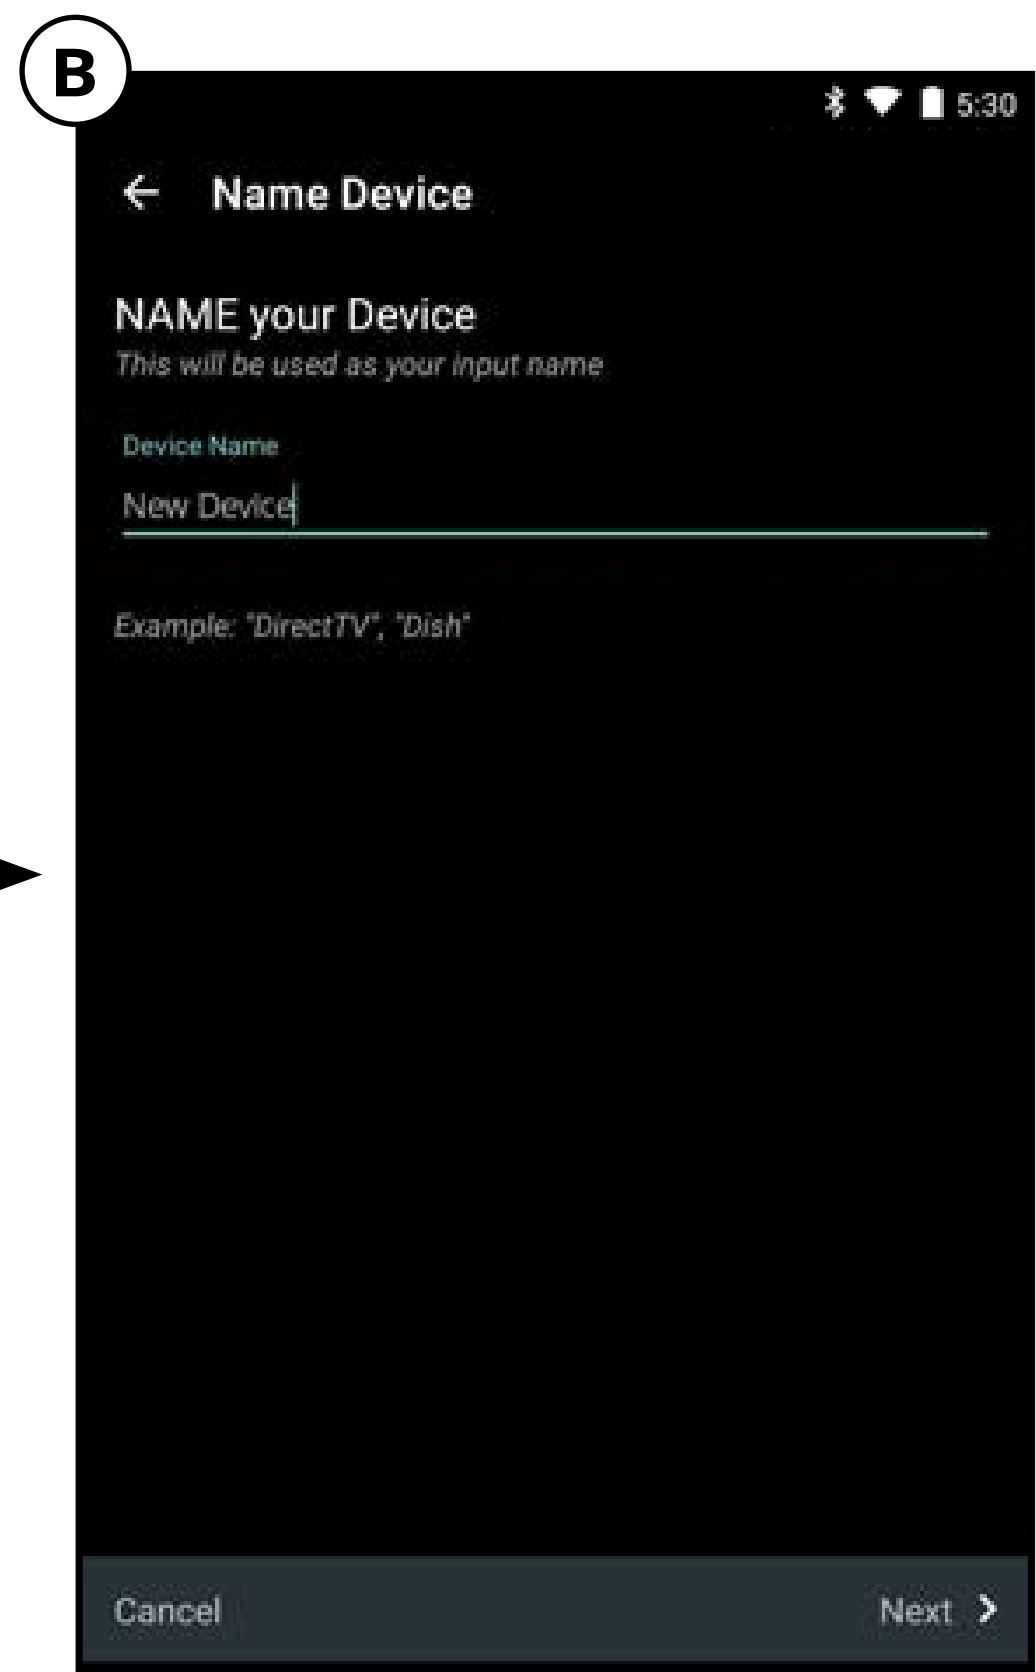 B
5:30
Name Device
NAME your Device
This will be used as your input name
Device Name
New Device
Example: "DirectTV", "Dish"
Cancel
Next